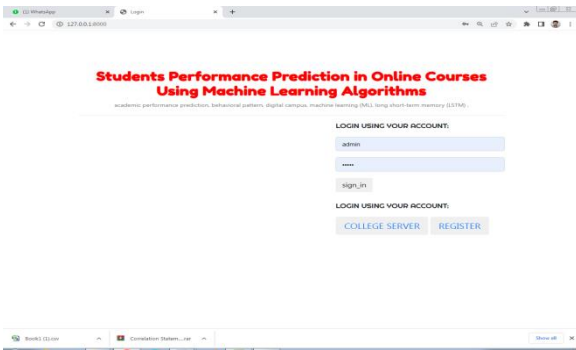 (1) WhatsApp
Login
127.0.0.1:8000
Students Performance Prediction in Online Courses
Using Machine Learning Algorithms
academic performance prediction, behavioral pattern, digital campus, machine learning (ML), long short-term memory (LSTM).
LOGIN USING YOUR ACCOUNT:
admin
•••••
sign_in
LOGIN USING YOUR ACCOUNT:
COLLEGE SERVER REGISTER
Book1 (1).csv
Correlation Statem....rar
Show all